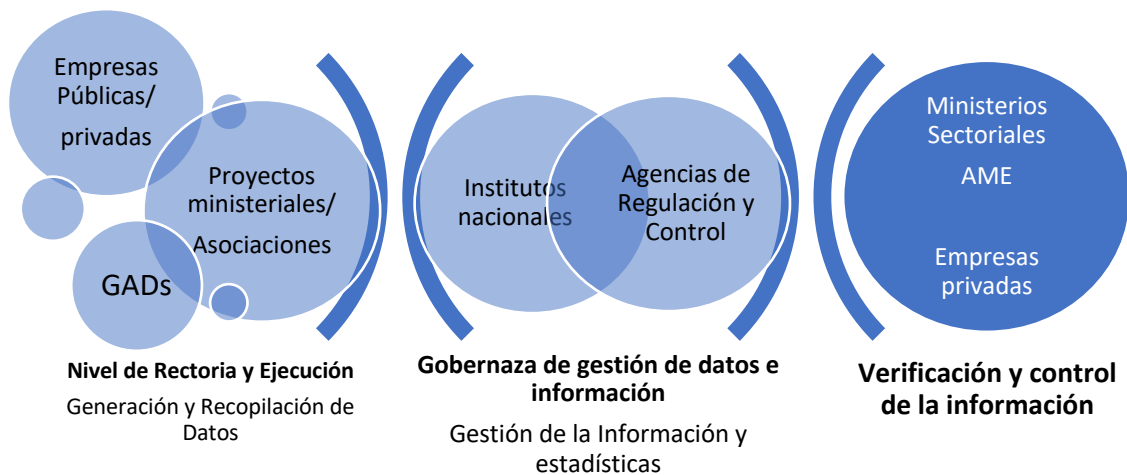 Empresas
Públicas/
privadas
Proyectos
ministeriales/
Asociaciones
GADs
Nivel de Rectoria y Ejecución
Generación y Recopilación de
Datos
Institutos
nacionales
Agencias de
Regulación y
Control
Gobernaza de gestión de datos e
información
Gestión de la Información y
estadísticas
Ministerios
Sectoriales
AME
Empresas
privadas
Verificación y control
de la información